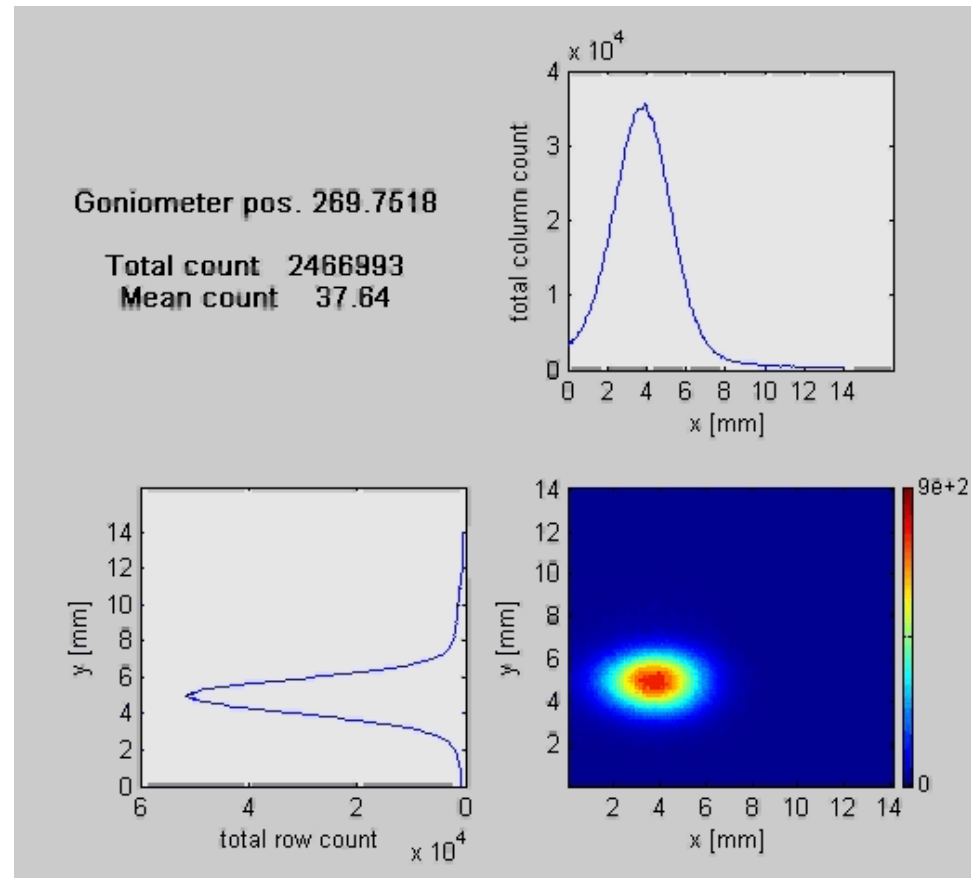 Goniometer pos. 269.7518
Total count 2466993
Mean count 37.64
x 10^4
4
3
2
1
0
total column count
0 2 4 6 8 10 12 14
x [mm]
14
12
10
8
6
4
2
0
y [mm]
6 4 2 0
total row count
x 10^4
14
12
10
8
6
4
2
y [mm]
2 4 6 8 10 12 14
x [mm]
9e+2
0